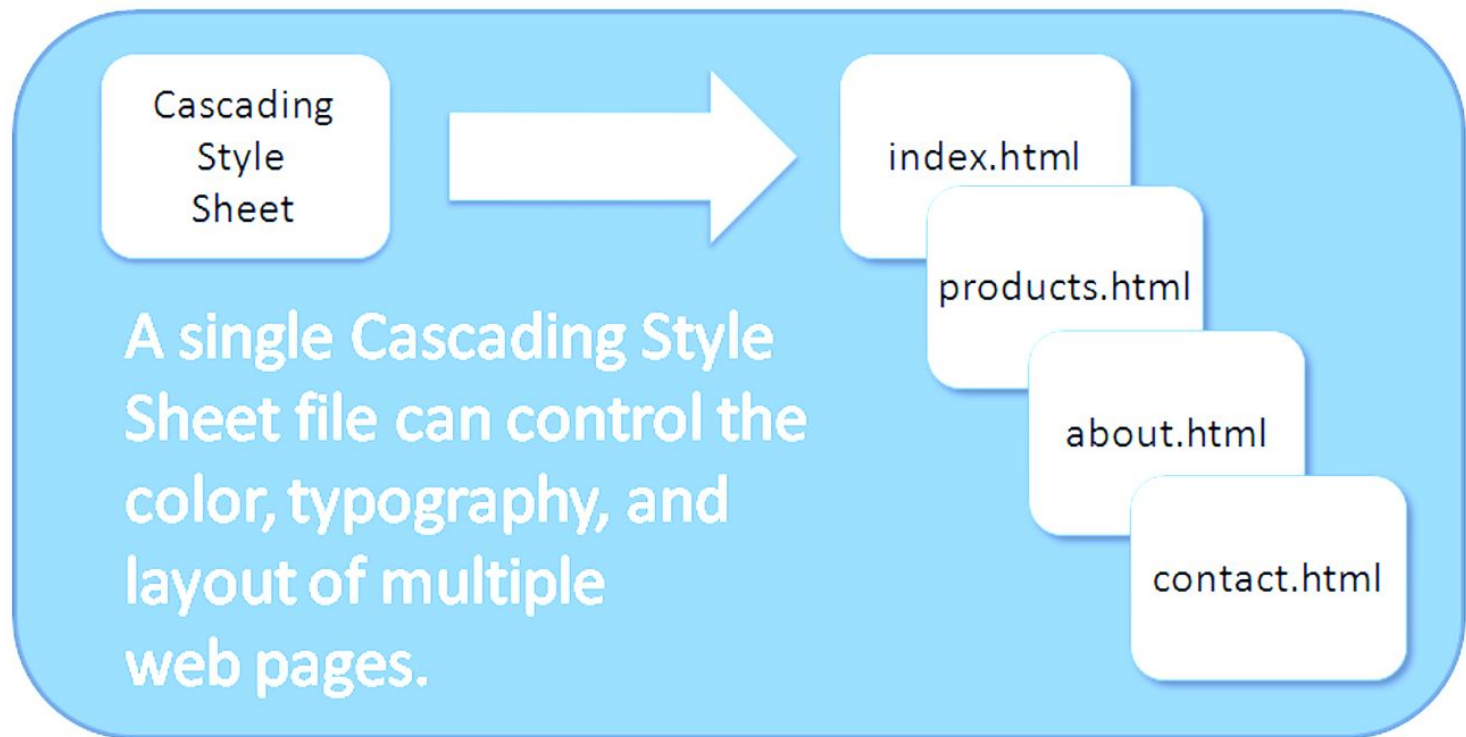 Cascading
Style
Sheet
index.html
products.html
about.html
contact.html
A single Cascading Style
Sheet file can control the
color, typography, and
layout of multiple
web pages.